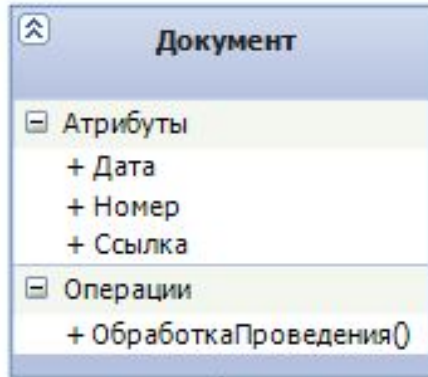 Документ
Атрибуты
+ Дата
+ Номер
+ Ссылка
Операции
+ ОбработкаПроведения()